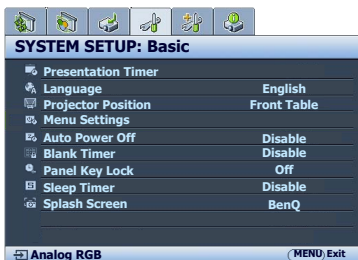 SYSTEM SETUP: Basic
Presentation Timer
Language English
Projector Position Front Table
Menu Settings
Auto Power Off Disable
Blank Timer Disable
Panel Key Lock Off
Sleep Timer Disable
Splash Screen BenQ
Analog RGB MENU Exit